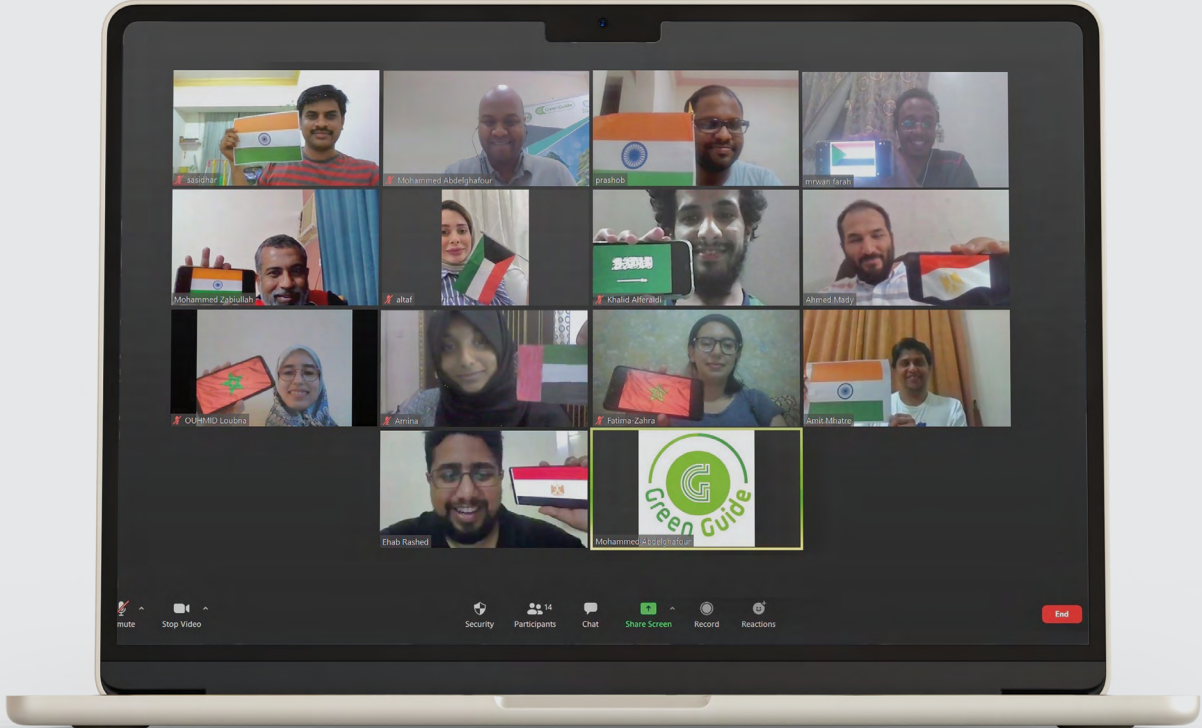 sasidhar
Mohammed Abdelghafour
prashob
mrwan farah
Mohammed Zabiullah
altaf
Khalid Alferaidi
Ahmed Mady
OUHMID Loubna
Amina
Fatima-Zahra
Amit Mhatre
Ehab Rashed
G
Green Guide
Mohammed Abdelghafour
mute
Stop Video
Security
14
Participants
Chat
Share Screen
Record
Reactions
End